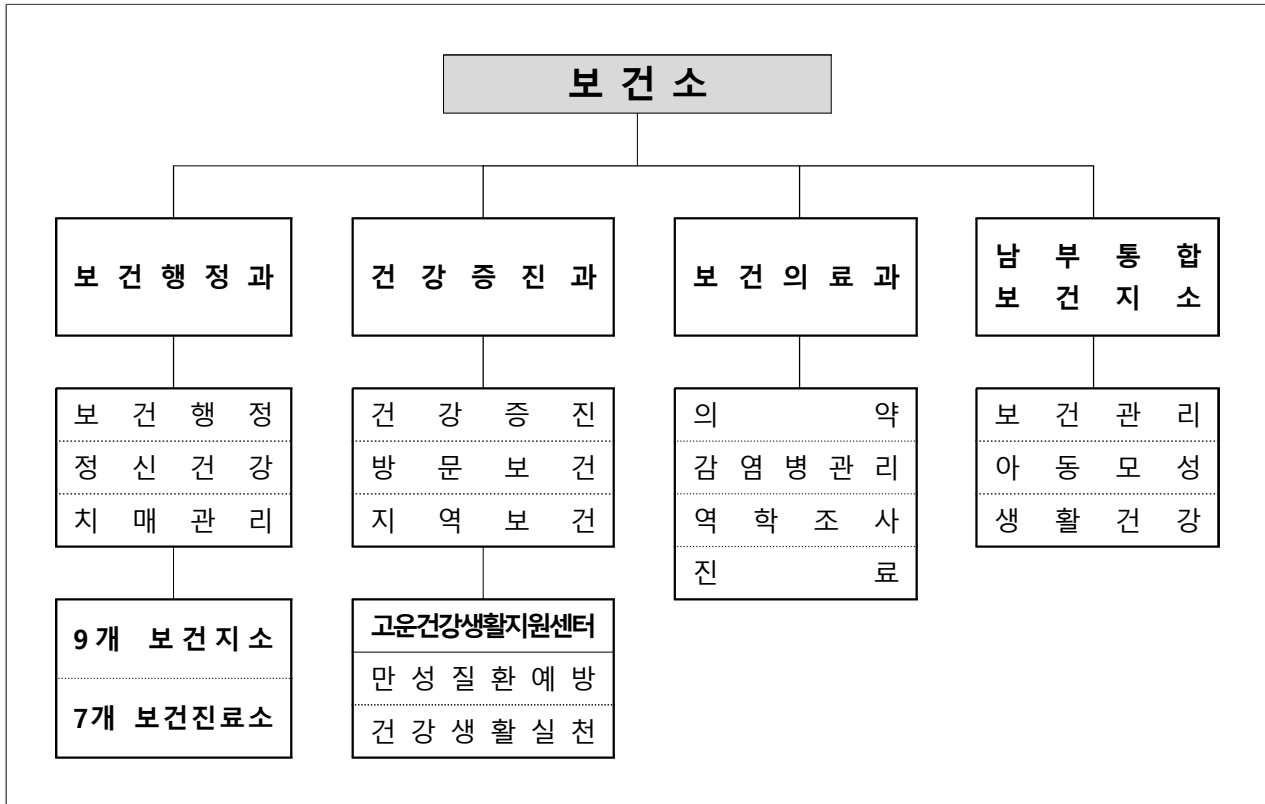 보건소
보건행정과
건강증진과
보건의료과
남부통합
보건지소
보건행정
정신건강
치매관리
건강증진
방문보건
지역보건
의약
감염병관리
역학조사
진료
보건관리
아동모성
생활건강
9개 보건지소
7개 보건진료소
고운건강생활지원센터
만성질환예방
건강생활실천